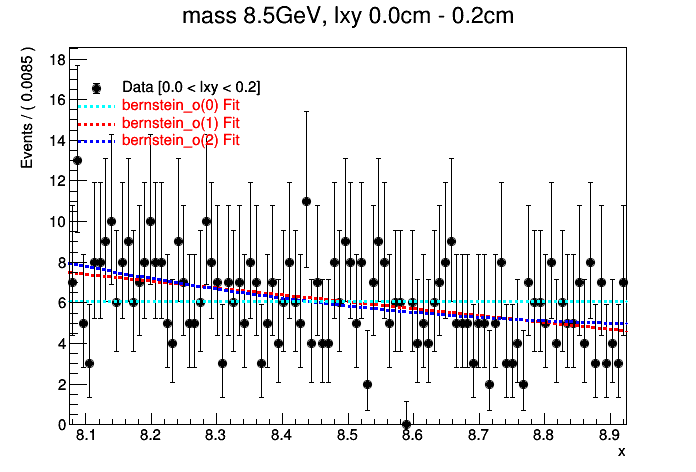 mass 8.5GeV, lxy 0.0cm - 0.2cm
Events / ( 0.0085 )
18
16
14
12
10
8
6
4
2
0
Data [0.0 < lxy < 0.2]
bernstein_o(0) Fit
bernstein_o(1) Fit
bernstein_o(2) Fit
8.1 8.2 8.3 8.4 8.5 8.6 8.7 8.8 8.9
x